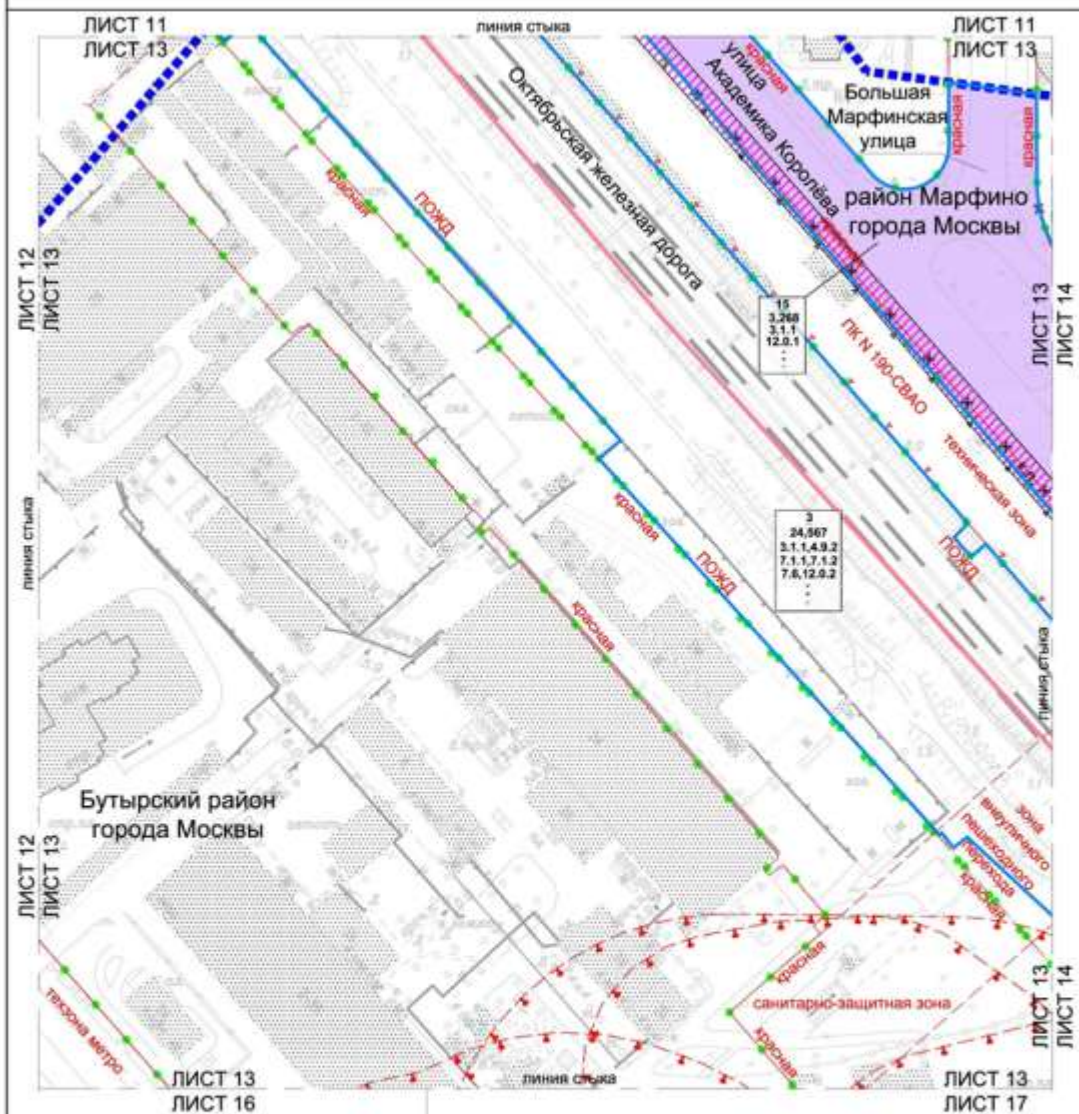 ЛИСТ 11
ЛИСТ 13
линия стыка
ЛИСТ 11
ЛИСТ 13
улица
Академика Королёва
красная
Большая
Марфинская
улица
красная
красная
Октябрьская железная дорога
район Марфино
города Москвы
красная
ПОЖД
ЛИСТ 12
ЛИСТ 13
ЛИСТ 13
ЛИСТ 14
15
3,268
3.1.1
12.0.1
ПК N 190-СВАО
техническая зона
линия стыка
красная
ПОЖД
3
24,567
3.1.1,4.9.2
7.1.1,7.1.2
7.6,12.0.2
ПОЖД
красная
линия стыка
Бутырский район
города Москвы
зона
внеуличного
пешеходного
перехода
красная
ЛИСТ 12
ЛИСТ 13
красная
санитарно-защитная зона
красная
ЛИСТ 13
ЛИСТ 14
техзона метро
ЛИСТ 13
ЛИСТ 16
линия стыка
ЛИСТ 13
ЛИСТ 17